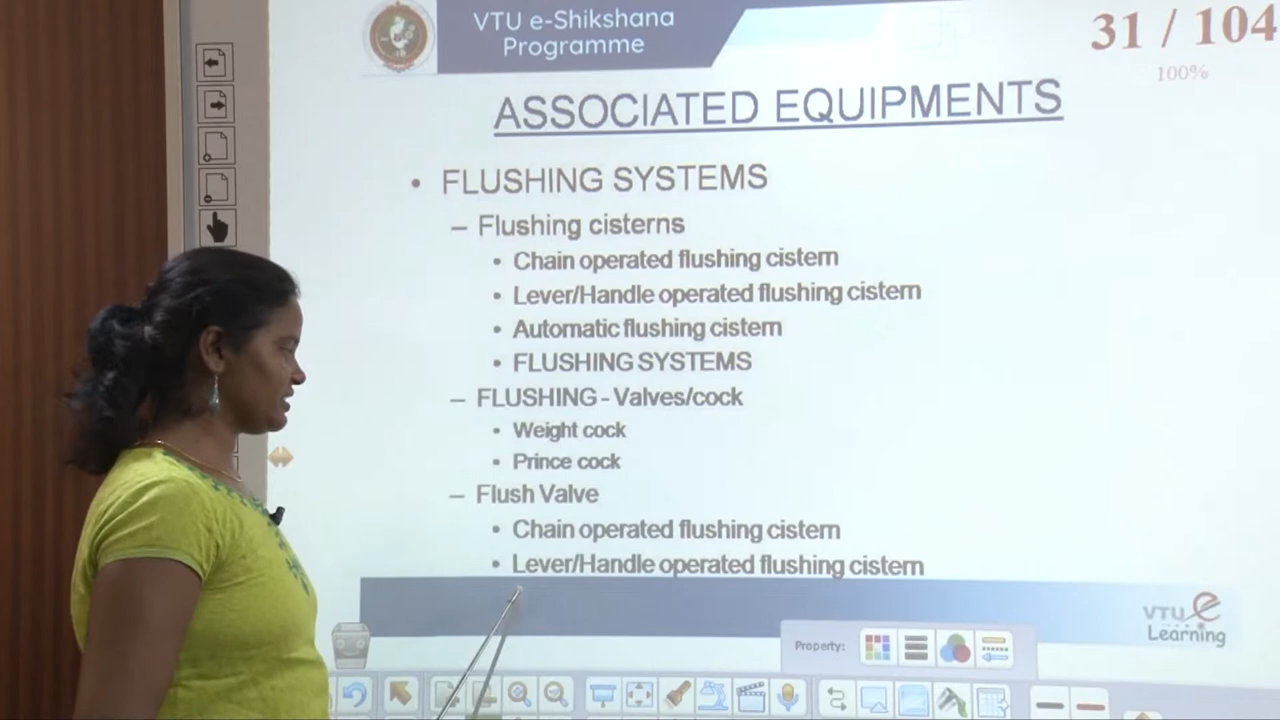 VTU e-Shikshana
Programme
31 / 104
100%
ASSOCIATED EQUIPMENTS
• FLUSHING SYSTEMS
– Flushing cisterns
• Chain operated flushing cistern
• Lever/Handle operated flushing cistern
• Automatic flushing cistern
• FLUSHING SYSTEMS
– FLUSHING - Valves/cock
• Weight cock
• Prince cock
– Flush Valve
• Chain operated flushing cistern
• Lever/Handle operated flushing cistern
VTU e
Learning
Property: